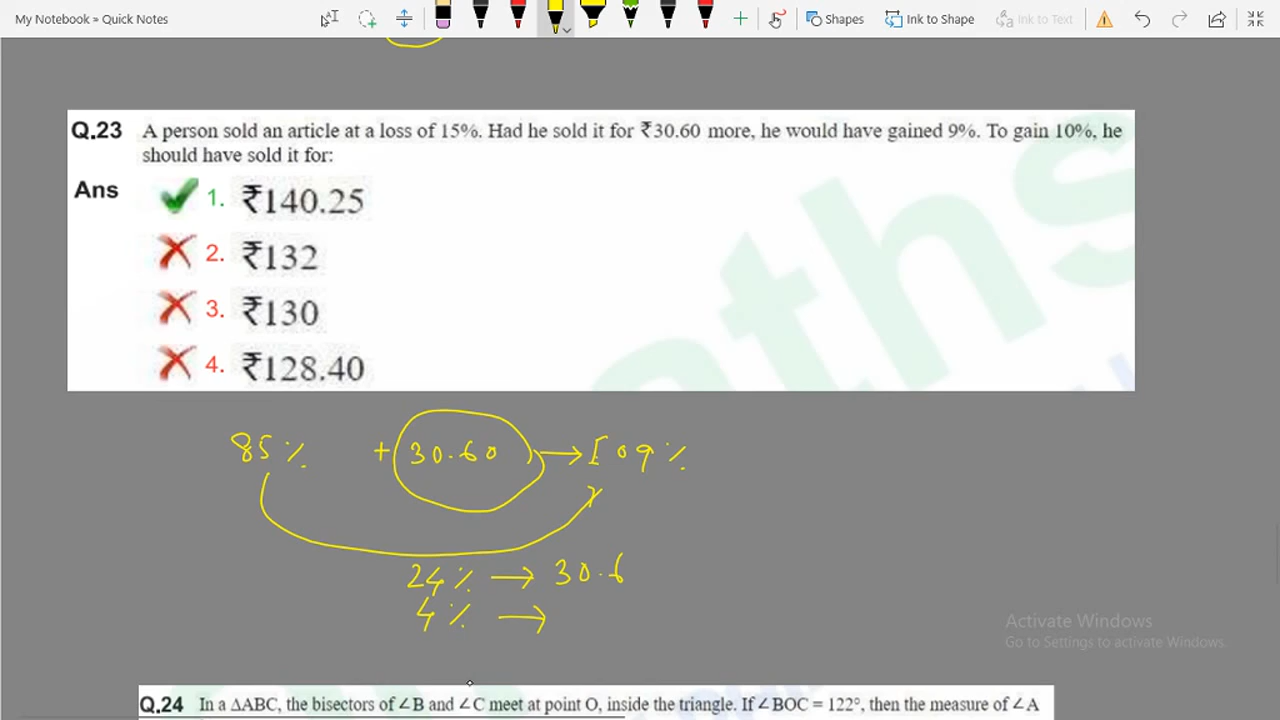 My Notebook » Quick Notes
Shapes
Ink to Shape
Ink to Text
Q.23 A person sold an article at a loss of 15%. Had he sold it for ₹30.60 more, he would have gained 9%. To gain 10%, he
should have sold it for:
Ans
1. ₹140.25
2. ₹132
3. ₹130
4. ₹128.40
aths
85% + 30.60 → 109%
24% → 30.6
4% →
Activate Windows
Go to Settings to activate Windows.
Q.24 In a ΔABC, the bisectors of ∠B and ∠C meet at point O, inside the triangle. If ∠BOC = 122°, then the measure of ∠A